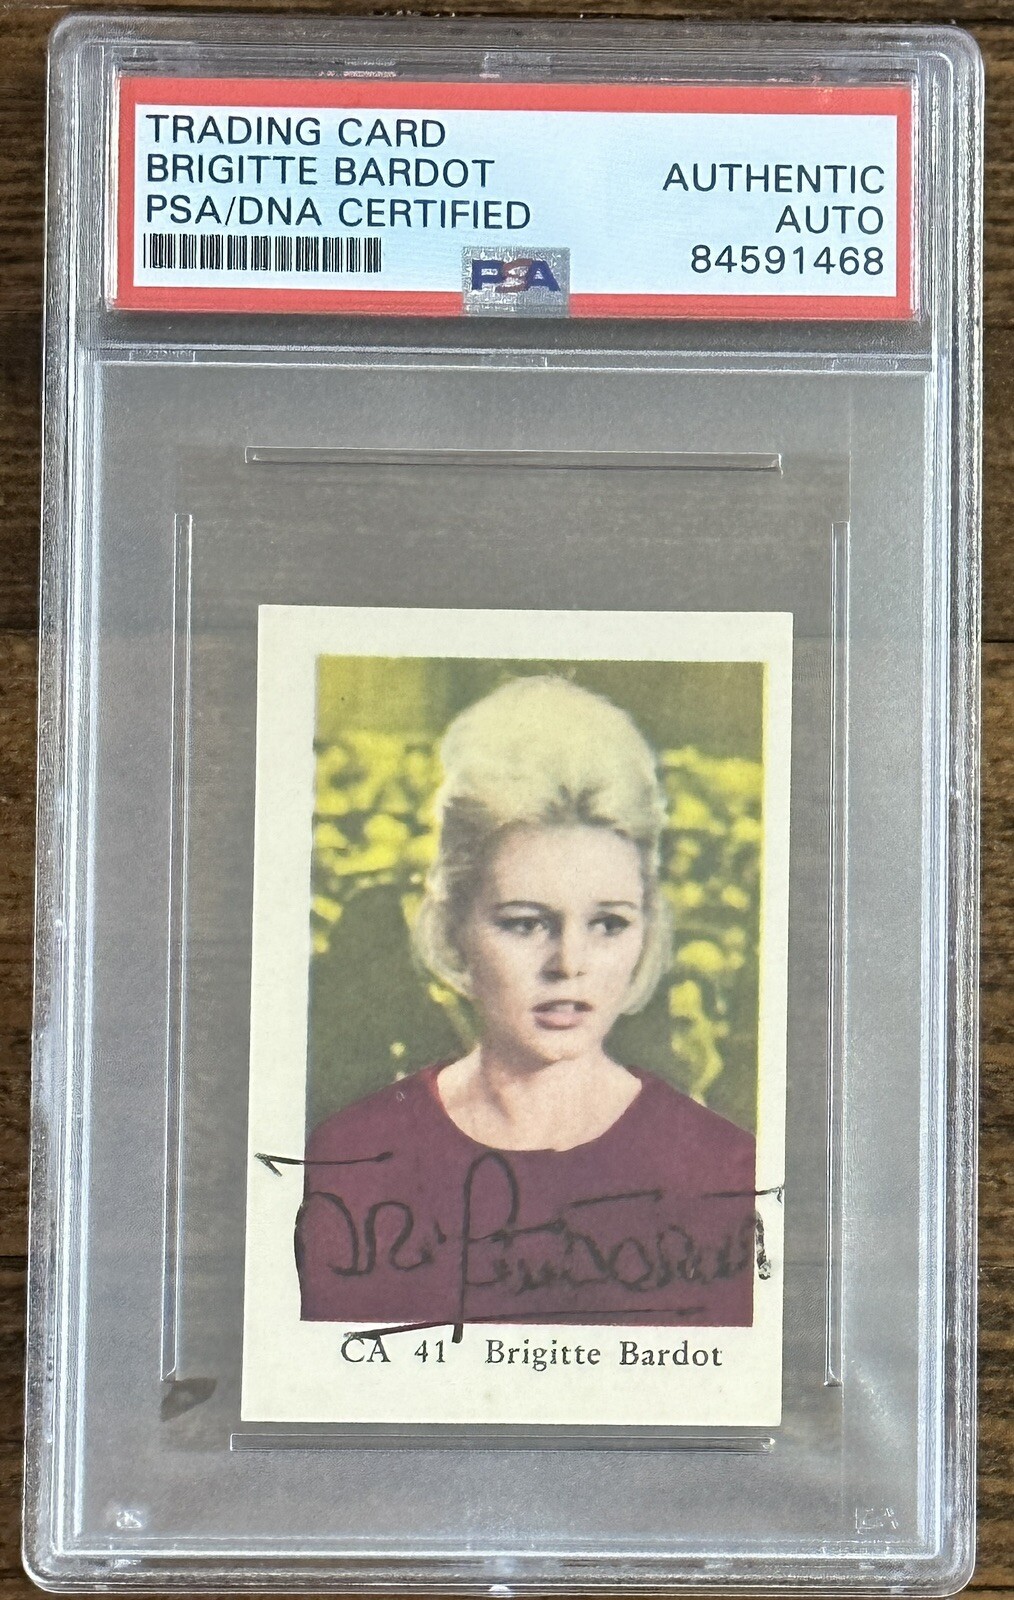 TRADING CARD
BRIGITTE BARDOT
PSA/DNA CERTIFIED
AUTHENTIC
AUTO
84591468
PSA
CA 41 Brigitte Bardot